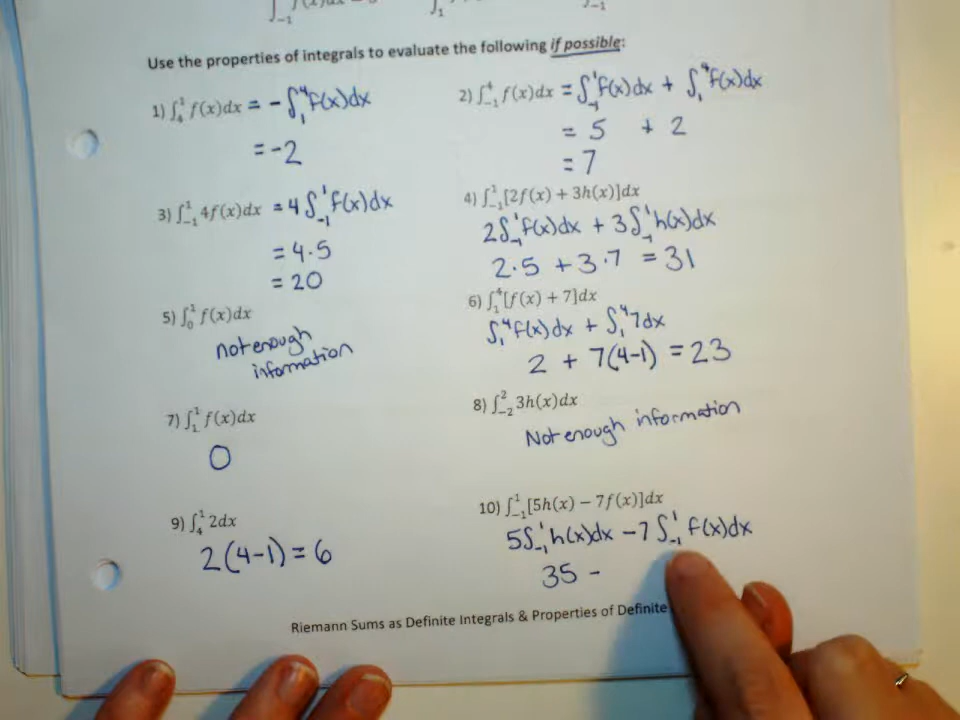 Use the properties of integrals to evaluate the following if possible:
1) ∫₄¹ f(x)dx = -∫₁⁴ f(x)dx
= -2
2) ∫₋₁⁴ f(x)dx = ∫₋₁¹ f(x)dx + ∫₁⁴ f(x)dx
= 5 + 2
= 7
3) ∫₋₁¹ 4f(x)dx = 4∫₋₁¹ f(x)dx
= 4·5
= 20
4) ∫₋₁¹ [2f(x) + 3h(x)]dx
2∫₋₁¹ f(x)dx + 3∫₋₁¹ h(x)dx
2·5 + 3·7 = 31
5) ∫₀¹ f(x)dx
not enough
information
6) ∫₁⁴ [f(x) + 7]dx
∫₁⁴ f(x)dx + ∫₁⁴ 7dx
2 + 7(4-1) = 23
7) ∫₁¹ f(x)dx
0
8) ∫₋₂² 3h(x)dx
Not enough information
9) ∫₄¹ 2dx
2(4-1) = 6
10) ∫₋₁¹ [5h(x) − 7f(x)]dx
5∫₋₁¹ h(x)dx - 7∫₋₁¹ f(x)dx
35 -
Riemann Sums as Definite Integrals & Properties of Definite